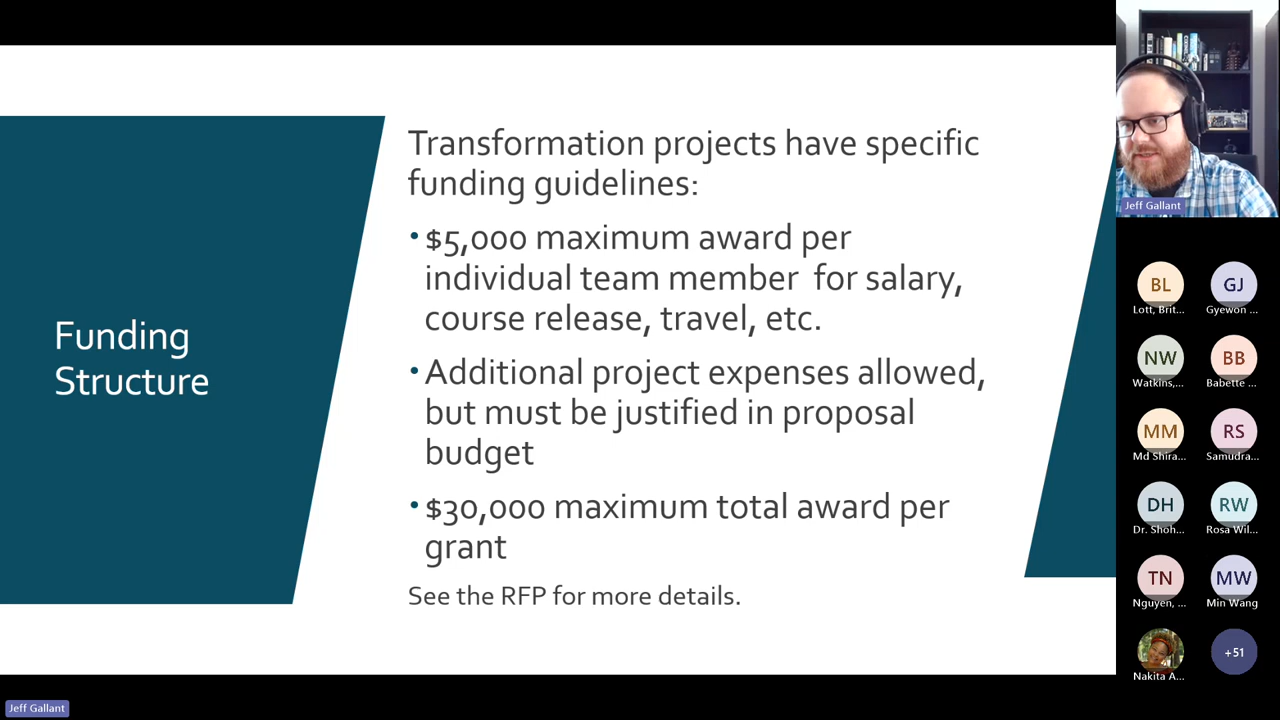 Funding
Structure
Transformation projects have specific
funding guidelines:
•$5,000 maximum award per
individual team member  for salary,
course release, travel, etc.
•Additional project expenses allowed,
but must be justified in proposal
budget
•$30,000 maximum total award per
grant
See the RFP for more details.
Jeff Gallant
BL
GJ
Lott, Brit...
Gyewon ...
NW
BB
Watkins,...
Babette ...
MM
RS
Md Shira...
Samudra...
DH
RW
Dr. Shoh...
Rosa Wil...
TN
MW
Nguyen, ...
Min Wang
+51
Nakita A...
Jeff Gallant